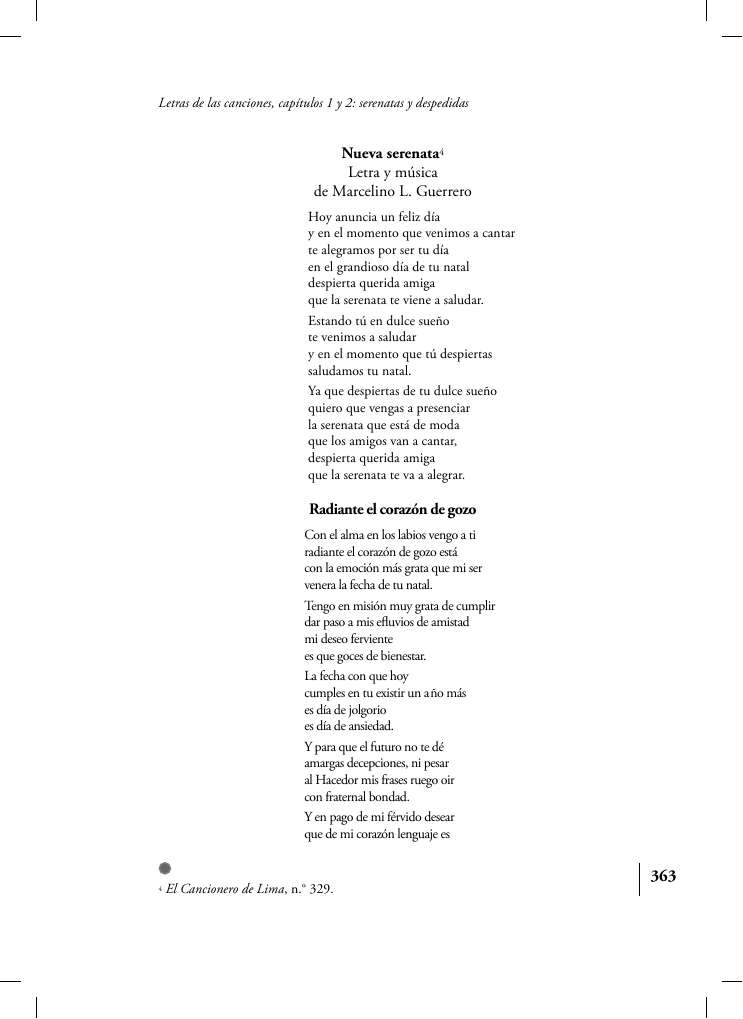 Letras de las canciones, capítulos 1 y 2: serenatas y despedidas
Nueva serenata⁴
Letra y música
de Marcelino L. Guerrero
Hoy anuncia un feliz día
y en el momento que venimos a cantar
te alegramos por ser tu día
en el grandioso día de tu natal
despierta querida amiga
que la serenata te viene a saludar.
Estando tú en dulce sueño
te venimos a saludar
y en el momento que tú despiertas
saludamos tu natal.
Ya que despiertas de tu dulce sueño
quiero que vengas a presenciar
la serenata que está de moda
que los amigos van a cantar,
despierta querida amiga
que la serenata te va a alegrar.
Radiante el corazón de gozo
Con el alma en los labios vengo a ti
radiante el corazón de gozo está
con la emoción más grata que mi ser
venera la fecha de tu natal.
Tengo en misión muy grata de cumplir
dar paso a mis efluvios de amistad
mi deseo ferviente
es que goces de bienestar.
La fecha con que hoy
cumples en tu existir un año más
es día de jolgorio
es día de ansiedad.
Y para que el futuro no te dé
amargas decepciones, ni pesar
al Hacedor mis frases ruego oir
con fraternal bondad.
Y en pago de mi férvido desear
que de mi corazón lenguaje es
⁴ El Cancionero de Lima, n.° 329.
363